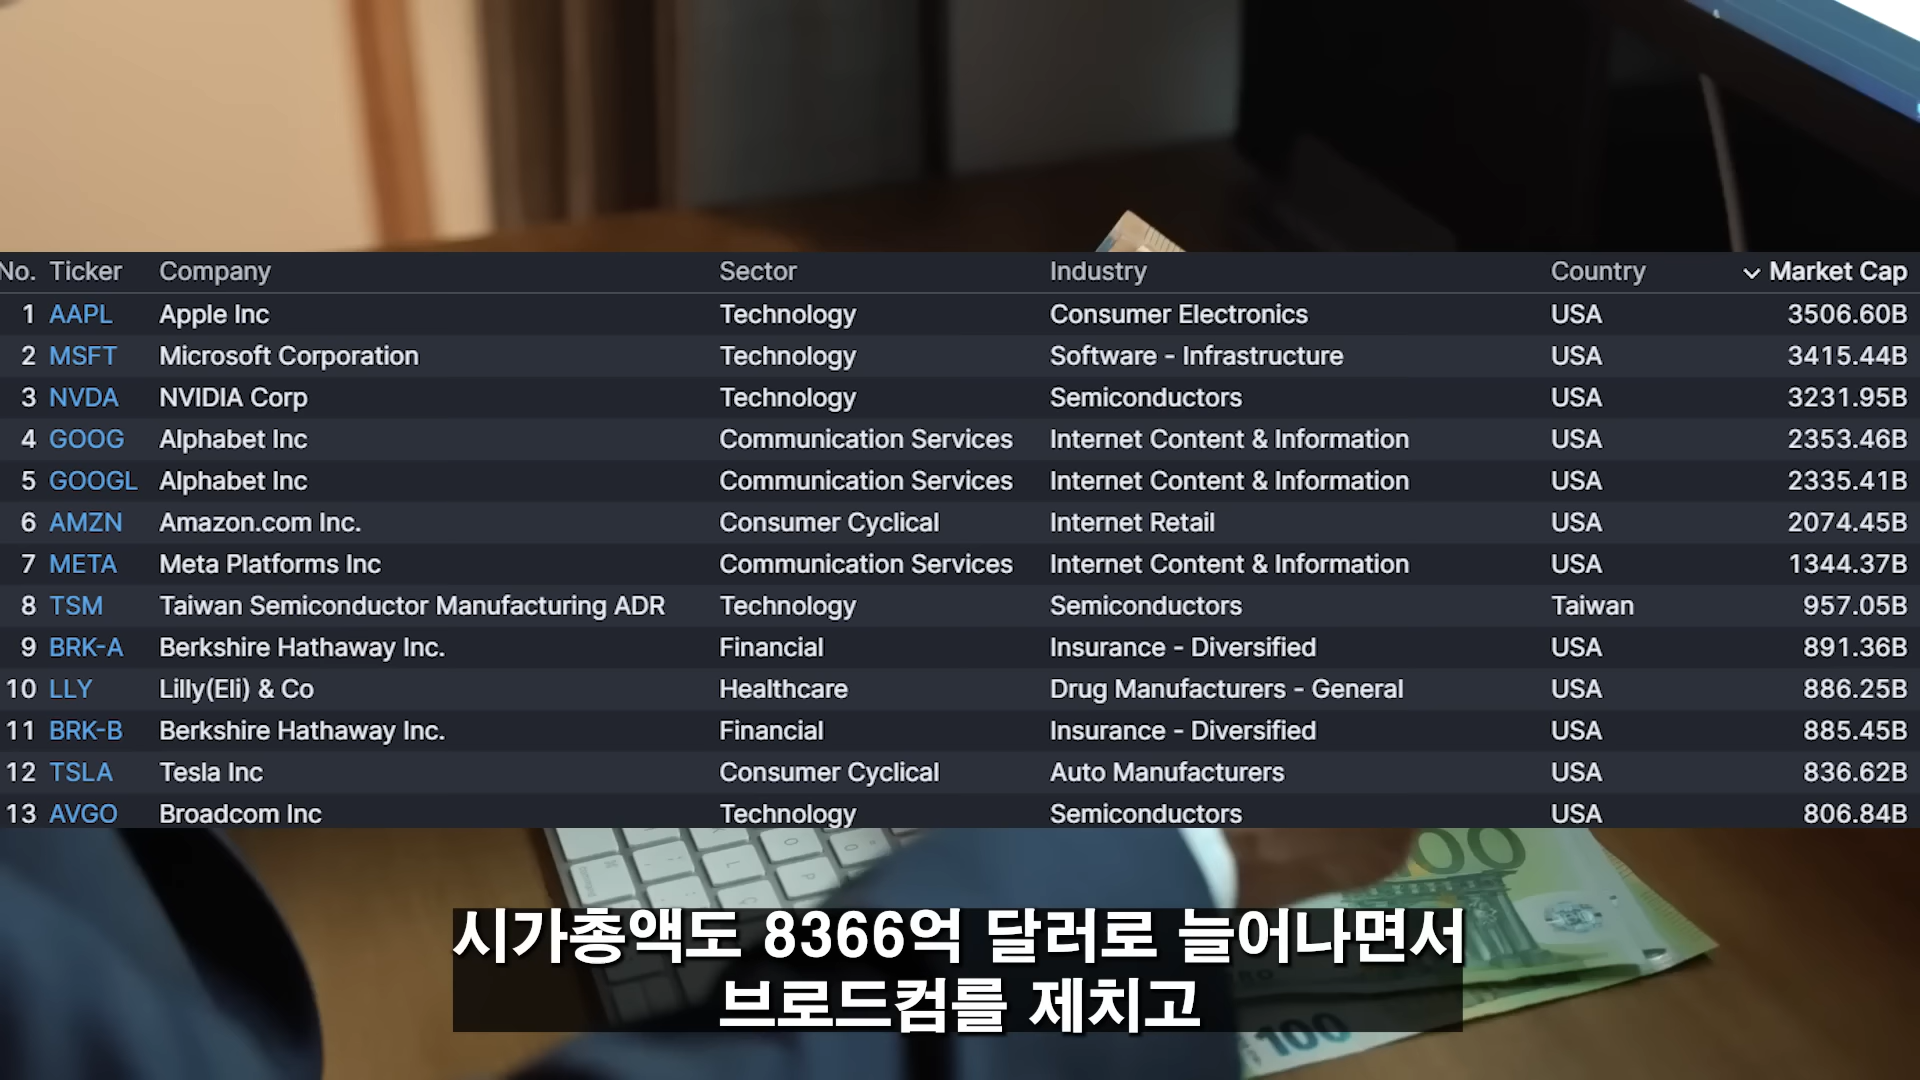 No. Ticker Company Sector Industry Country Market Cap
1 AAPL Apple Inc Technology Consumer Electronics USA 3506.60B
2 MSFT Microsoft Corporation Technology Software - Infrastructure USA 3415.44B
3 NVDA NVIDIA Corp Technology Semiconductors USA 3231.95B
4 GOOG Alphabet Inc Communication Services Internet Content & Information USA 2353.46B
5 GOOGL Alphabet Inc Communication Services Internet Content & Information USA 2335.41B
6 AMZN Amazon.com Inc. Consumer Cyclical Internet Retail USA 2074.45B
7 META Meta Platforms Inc Communication Services Internet Content & Information USA 1344.37B
8 TSM Taiwan Semiconductor Manufacturing ADR Technology Semiconductors Taiwan 957.05B
9 BRK-A Berkshire Hathaway Inc. Financial Insurance - Diversified USA 891.36B
10 LLY Lilly(Eli) & Co Healthcare Drug Manufacturers - General USA 886.25B
11 BRK-B Berkshire Hathaway Inc. Financial Insurance - Diversified USA 885.45B
12 TSLA Tesla Inc Consumer Cyclical Auto Manufacturers USA 836.62B
13 AVGO Broadcom Inc Technology Semiconductors USA 806.84B
100
시가총액도 8366억 달러로 늘어나면서
브로드컴를 제치고
100